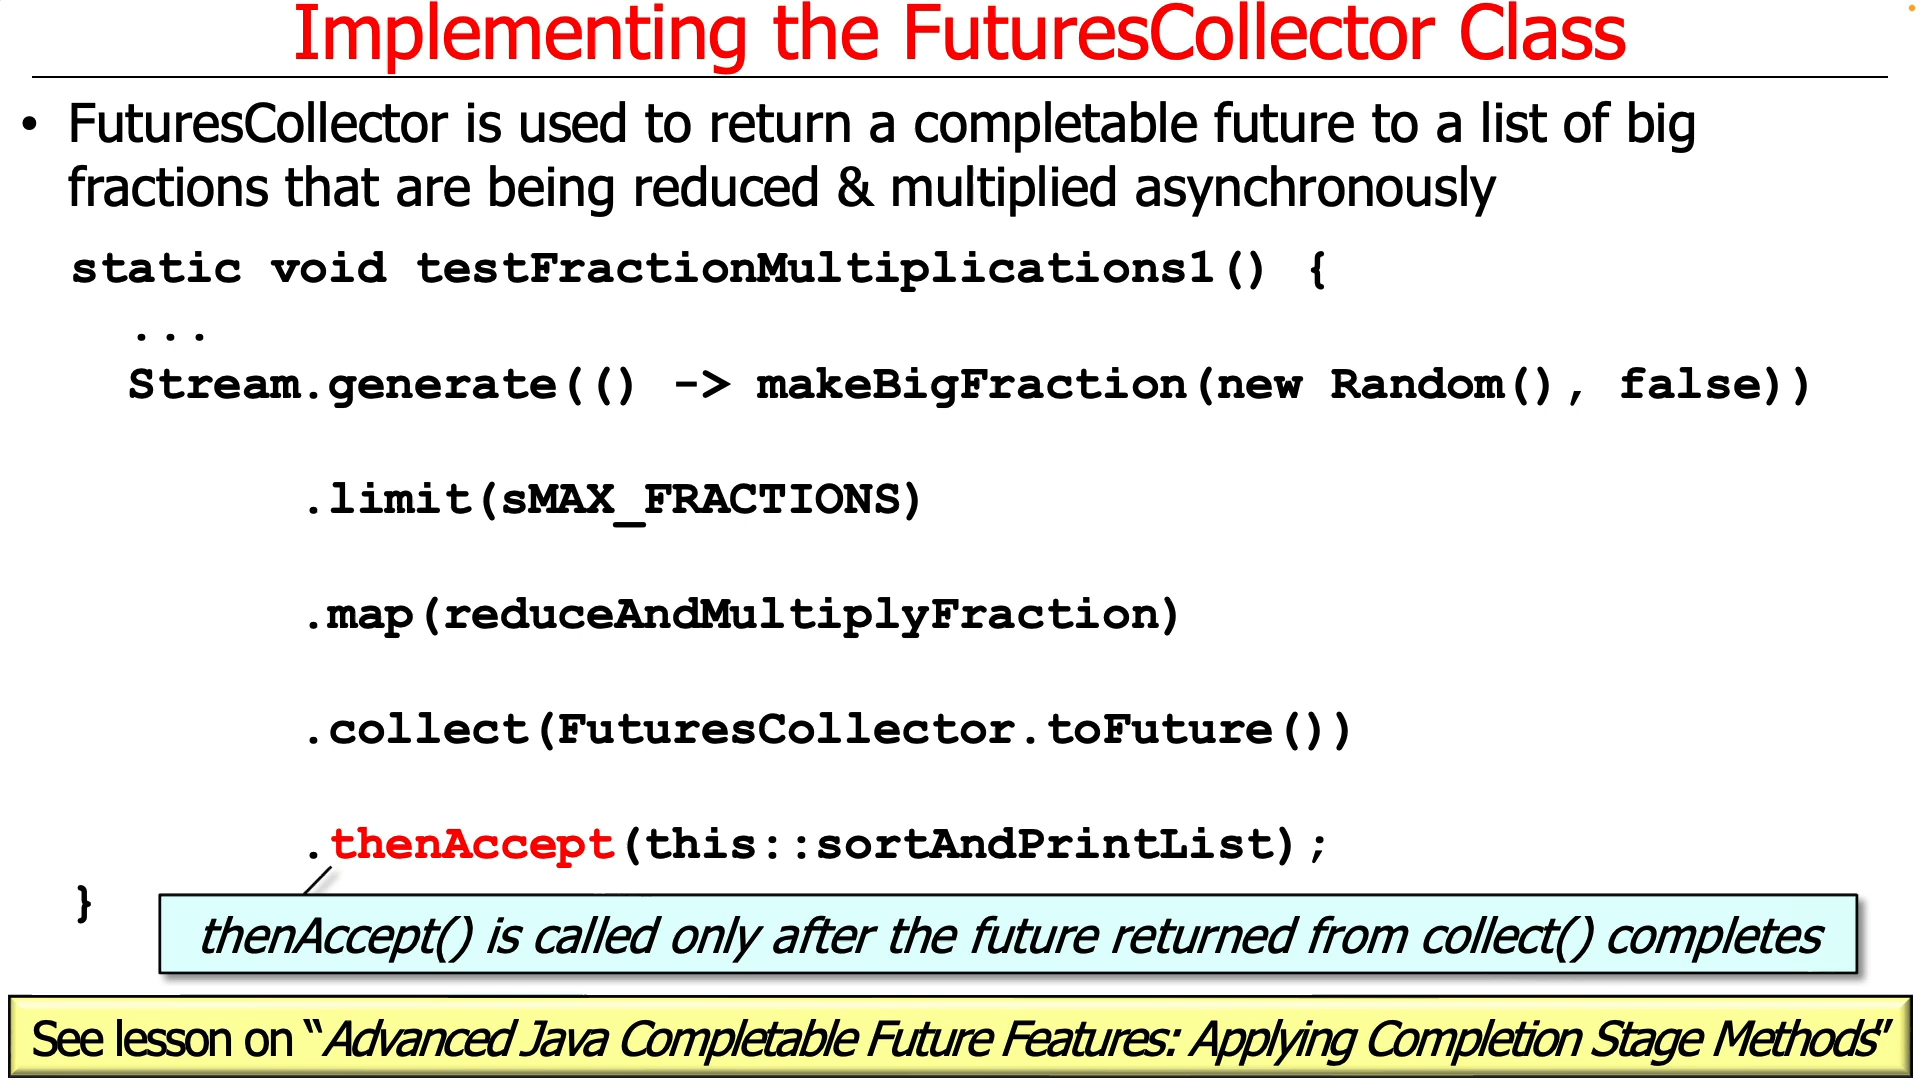 Implementing the FuturesCollector Class
• FuturesCollector is used to return a completable future to a list of big
fractions that are being reduced & multiplied asynchronously
static void testFractionMultiplications1() {
...
Stream.generate(() -> makeBigFraction(new Random(), false))
.limit(sMAX_FRACTIONS)
.map(reduceAndMultiplyFraction)
.collect(FuturesCollector.toFuture())
.thenAccept(this::sortAndPrintList);
}
thenAccept() is called only after the future returned from collect() completes
See lesson on “Advanced Java Completable Future Features: Applying Completion Stage Methods”